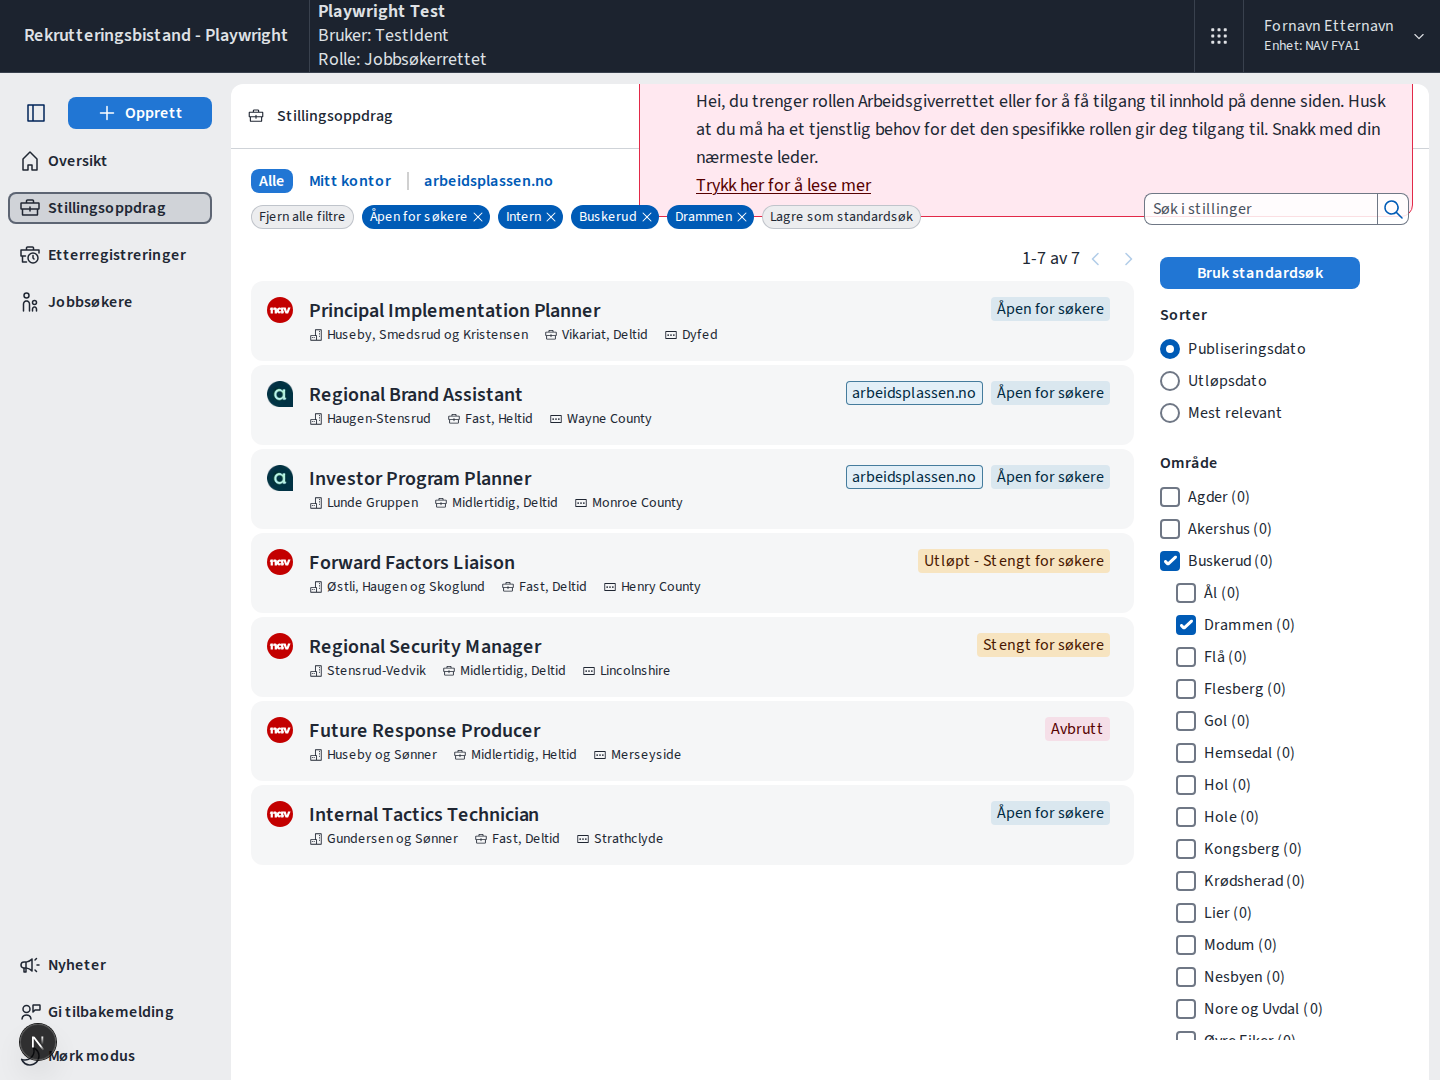 Rekrutteringsbistand - Playwright
Playwright Test
Bruker: TestIdent
Rolle: Jobbsøkerrettet
Fornavn Etternavn
Enhet: NAV FYA1
Opprett
Oversikt
Stillingsoppdrag
Etterregistreringer
Jobbsøkere
Nyheter
Gi tilbakemelding
N
Mørk modus
Stillingsoppdrag
Hei, du trenger rollen Arbeidsgiverrettet eller for å få tilgang til innhold på denne siden. Husk
at du må ha et tjenstlig behov for det den spesifikke rollen gir deg tilgang til. Snakk med din
nærmeste leder.
Trykk her for å lese mer
Alle
Mitt kontor
arbeidsplassen.no
Fjern alle filtre
Åpen for søkere
Intern
Buskerud
Drammen
Lagre som standardsøk
Søk i stillinger
1-7 av 7
nav
Principal Implementation Planner
Åpen for søkere
Huseby, Smedsrud og Kristensen
Vikariat, Deltid
Dyfed
a
Regional Brand Assistant
arbeidsplassen.no
Åpen for søkere
Haugen-Stensrud
Fast, Heltid
Wayne County
a
Investor Program Planner
arbeidsplassen.no
Åpen for søkere
Lunde Gruppen
Midlertidig, Deltid
Monroe County
nav
Forward Factors Liaison
Utløpt - Stengt for søkere
Østli, Haugen og Skoglund
Fast, Deltid
Henry County
nav
Regional Security Manager
Stengt for søkere
Stensrud-Vedvik
Midlertidig, Deltid
Lincolnshire
nav
Future Response Producer
Avbrutt
Huseby og Sønner
Midlertidig, Heltid
Merseyside
nav
Internal Tactics Technician
Åpen for søkere
Gundersen og Sønner
Fast, Deltid
Strathclyde
Bruk standardsøk
Sorter
Publiseringsdato
Utløpsdato
Mest relevant
Område
Agder (0)
Akershus (0)
Buskerud (0)
Ål (0)
Drammen (0)
Flå (0)
Flesberg (0)
Gol (0)
Hemsedal (0)
Hol (0)
Hole (0)
Kongsberg (0)
Krødsherad (0)
Lier (0)
Modum (0)
Nesbyen (0)
Nore og Uvdal (0)
Øvre Eiker (0)